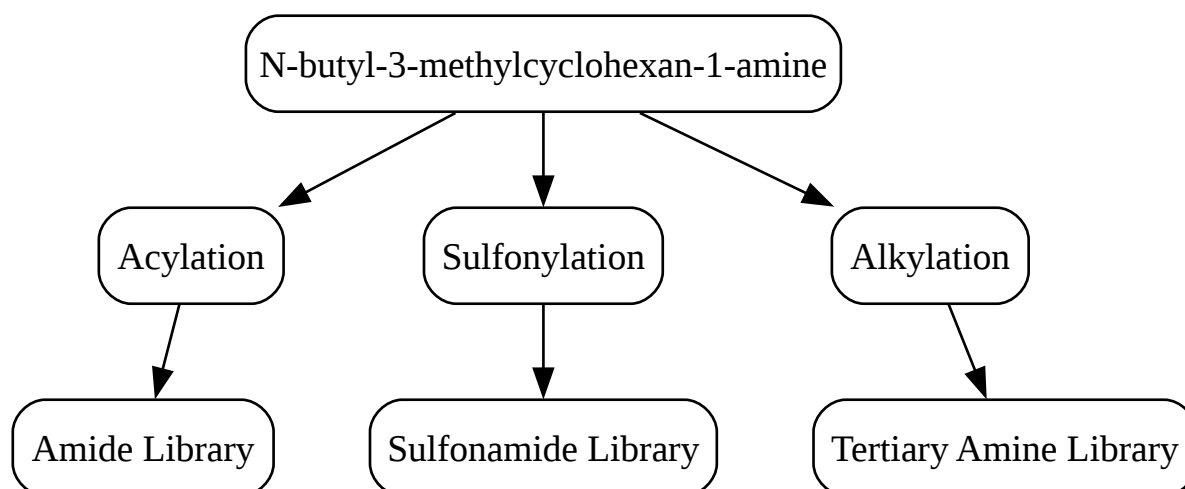 N-butyl-3-methylcyclohexan-1-amine
Acylation
Sulfonylation
Alkylation
Amide Library
Sulfonamide Library
Tertiary Amine Library